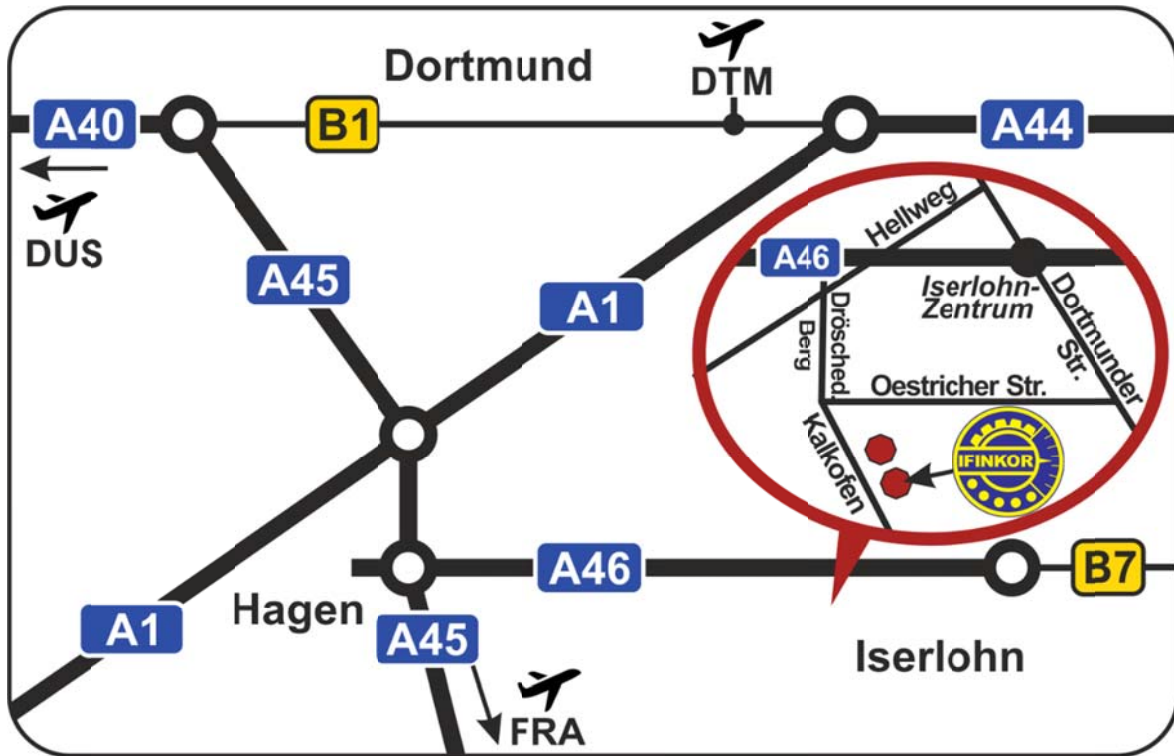 Dortmund
DTM
A40
B1
A44
DUS
A45
A1
Hellweg
A46
Iserlohn-
Zentrum
Drösched.
Berg
Dortmunder
Str.
Oestricher Str.
Kalkofen
IFINKOR
A46
B7
Hagen
A1
A45
Iserlohn
FRA